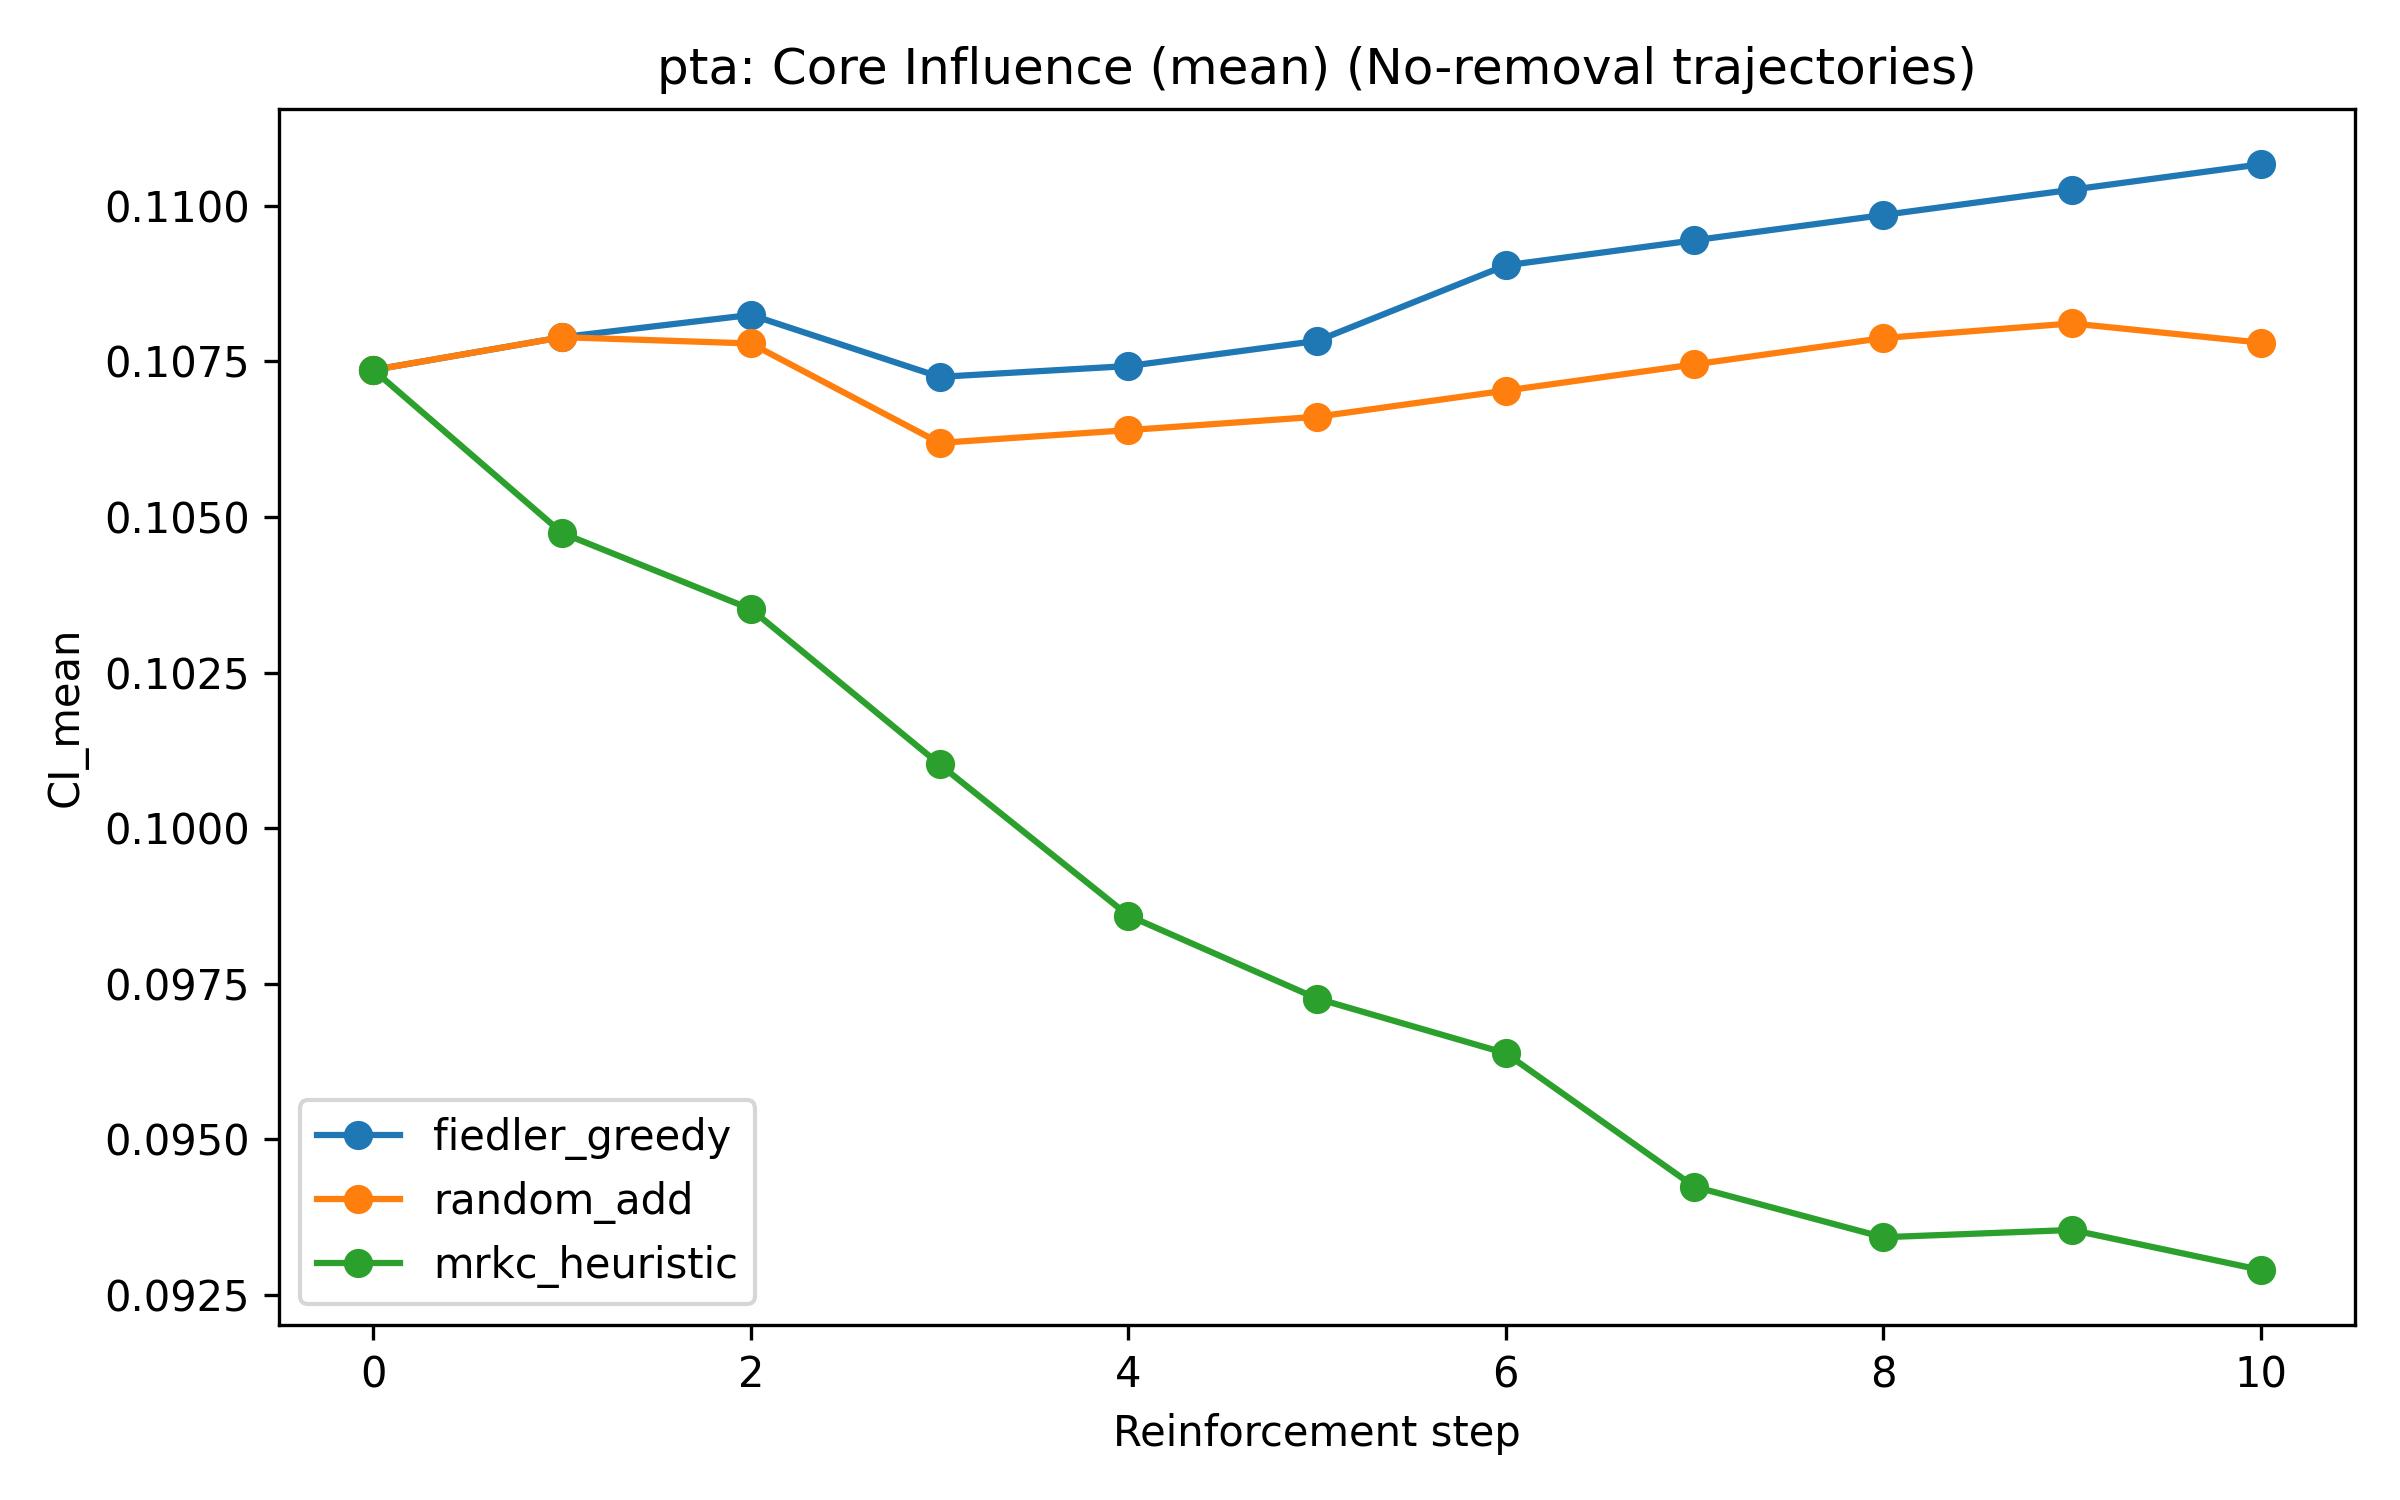 pta: Core Influence (mean) (No-removal trajectories)
CI_mean
0.1100
0.1075
0.1050
0.1025
0.1000
0.0975
0.0950
0.0925
fiedler_greedy
random_add
mrkc_heuristic
0 2 4 6 8 10
Reinforcement step